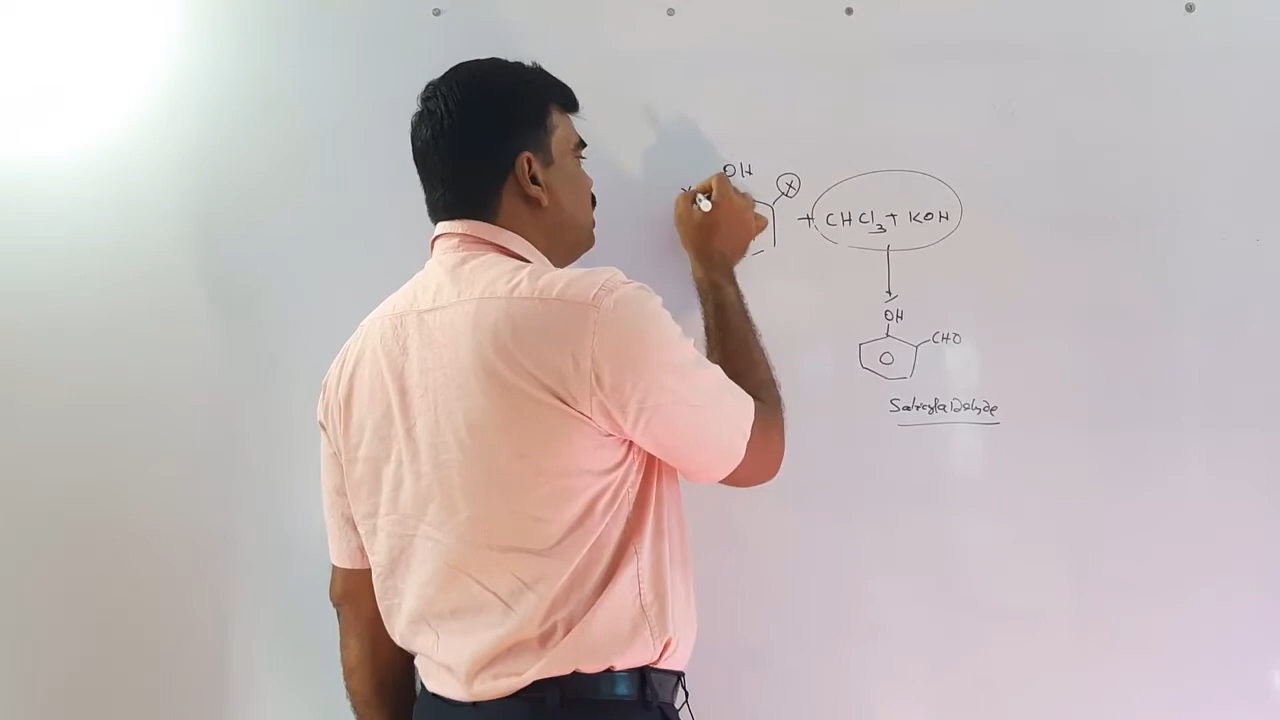 OH
X
X
+ CHCl3 + KOH
OH
CHO
Salicylaldehyde